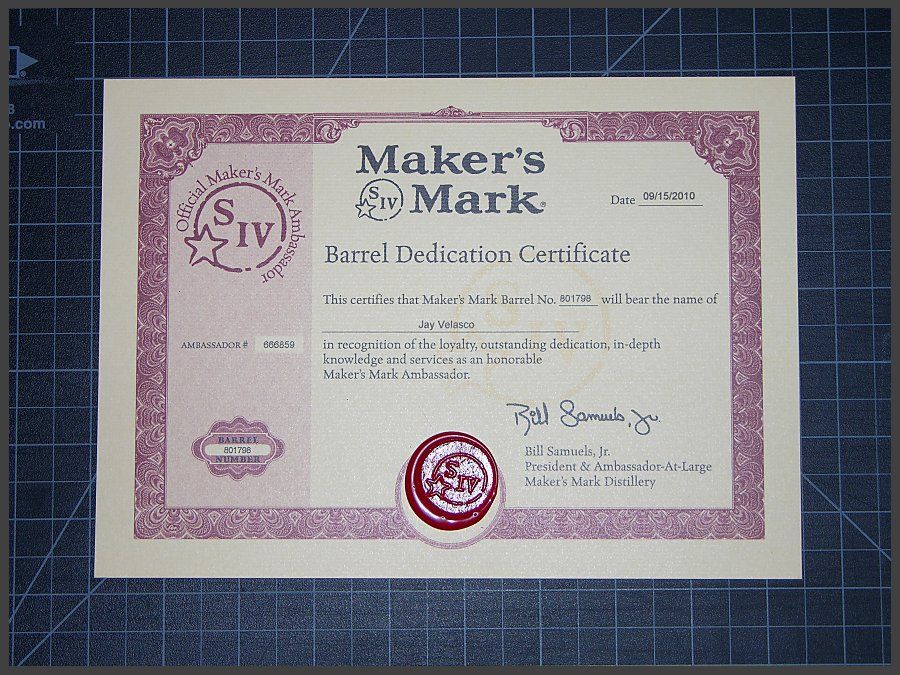 8
o.com
Official Maker's Mark Ambassador
S IV
Maker's
S IV Mark®
Date 09/15/2010
Barrel Dedication Certificate
This certifies that Maker's Mark Barrel No. 801798 will bear the name of
Jay Velasco
AMBASSADOR # 666859
in recognition of the loyalty, outstanding dedication, in-depth
knowledge and services as an honorable
Maker's Mark Ambassador.
Bill Samuels, Jr.
BARREL
801798
NUMBER
S IV
Bill Samuels, Jr.
President & Ambassador-At-Large
Maker's Mark Distillery